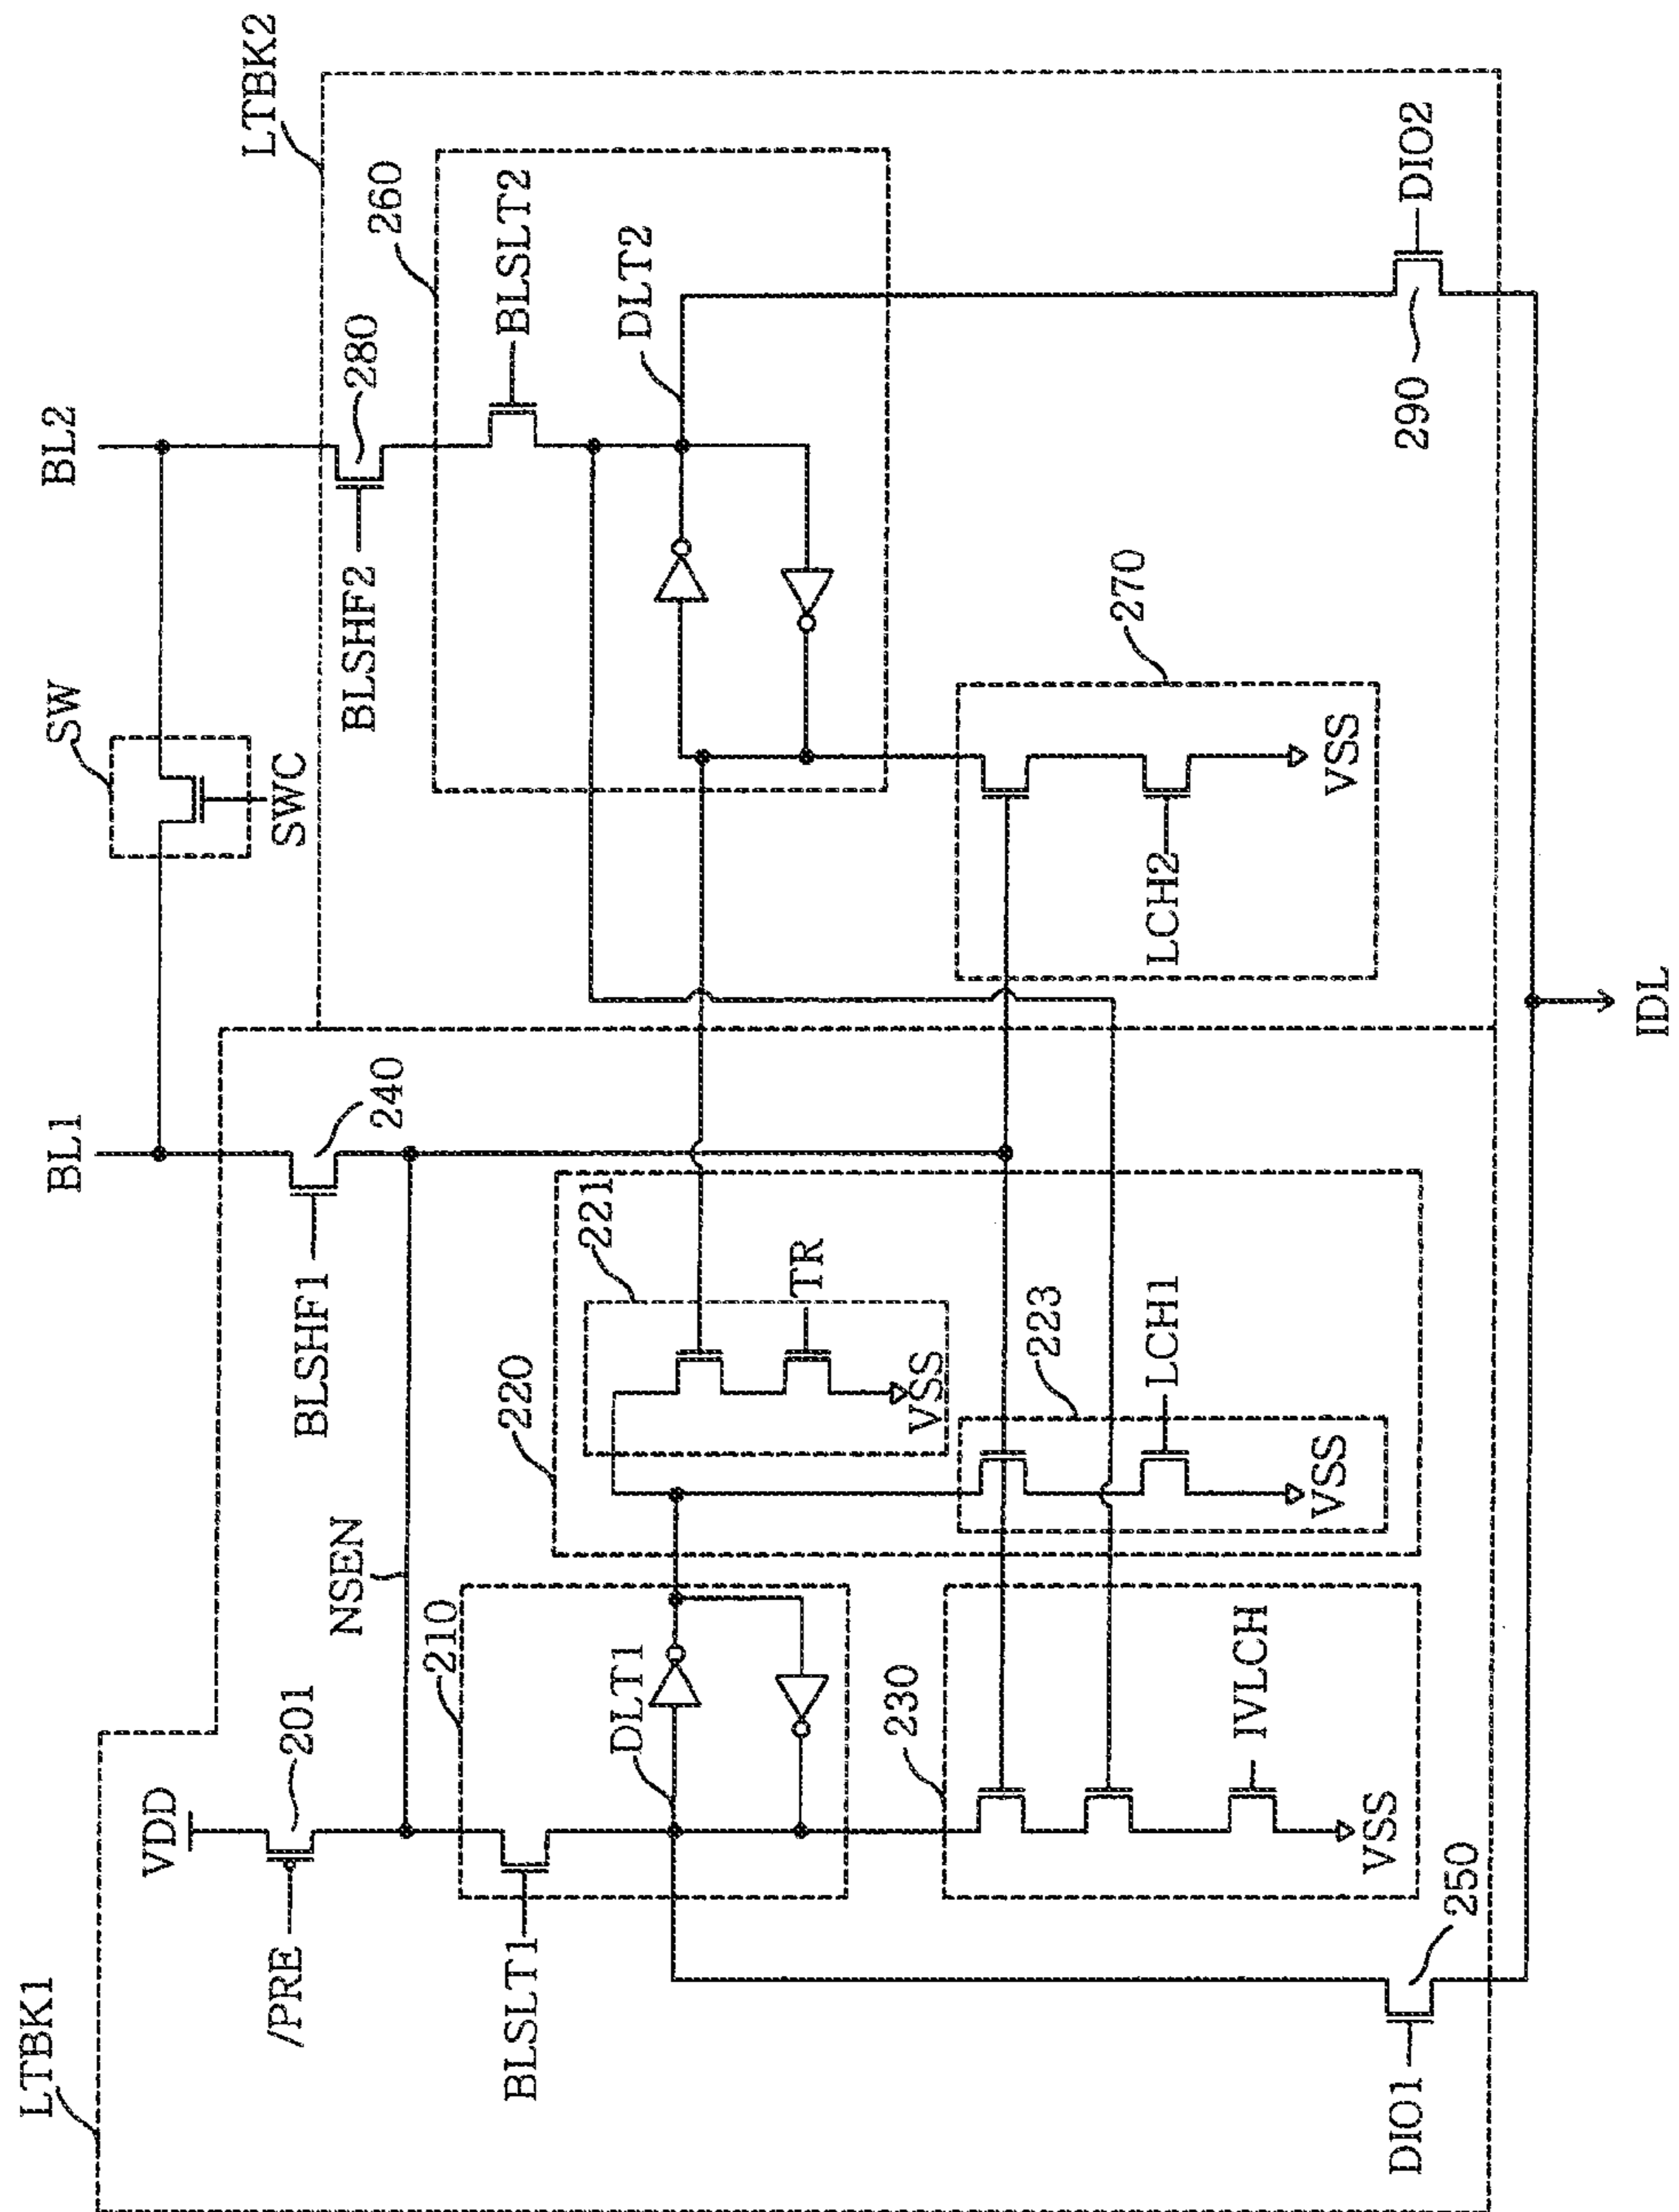 LTBK1
LTBK2
BL1
BL2
SW
SWC
VDD
201
/PRE
NSEN
BLSHF1
240
BLSHF2
280
210
BLSLT1
DLT1
220
221
TR
VSS
223
LCH1
VSS
230
IVLCH
VSS
250
DIO1
260
BLSLT2
DLT2
270
LCH2
VSS
290
DIO2
IDL